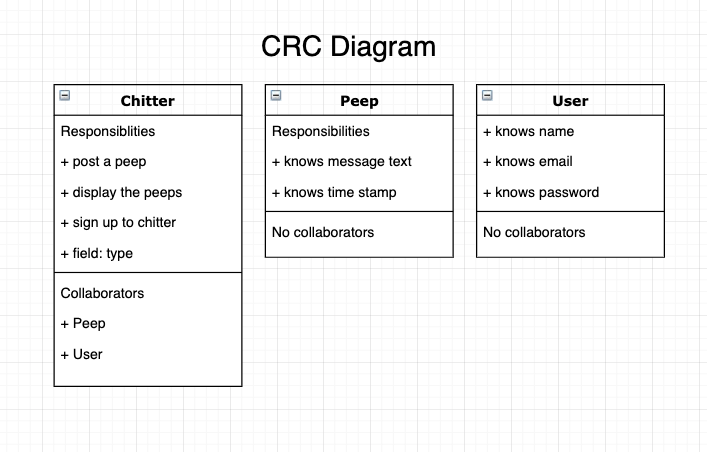 CRC Diagram
Chitter
Responsiblities
+ post a peep
+ display the peeps
+ sign up to chitter
+ field: type
Collaborators
+ Peep
+ User
Peep
Responsibilities
+ knows message text
+ knows time stamp
No collaborators
User
+ knows name
+ knows email
+ knows password
No collaborators